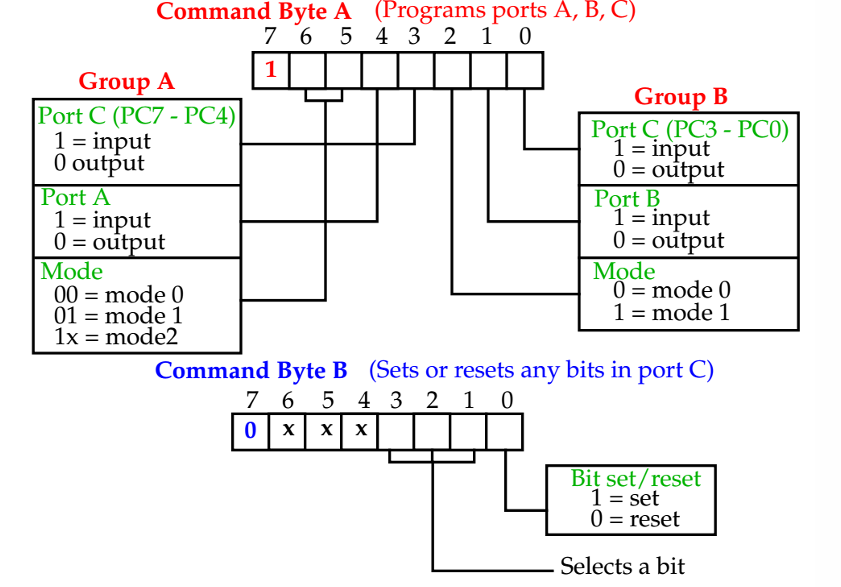 Command Byte A (Programs ports A, B, C)
7 6 5 4 3 2 1 0
1
Group A
Port C (PC7 - PC4)
1 = input
0 output
Port A
1 = input
0 = output
Mode
00 = mode 0
01 = mode 1
1x = mode2
Group B
Port C (PC3 - PC0)
1 = input
0 = output
Port B
1 = input
0 = output
Mode
0 = mode 0
1 = mode 1
Command Byte B (Sets or resets any bits in port C)
7 6 5 4 3 2 1 0
0 x x x
Bit set/reset
1 = set
0 = reset
Selects a bit